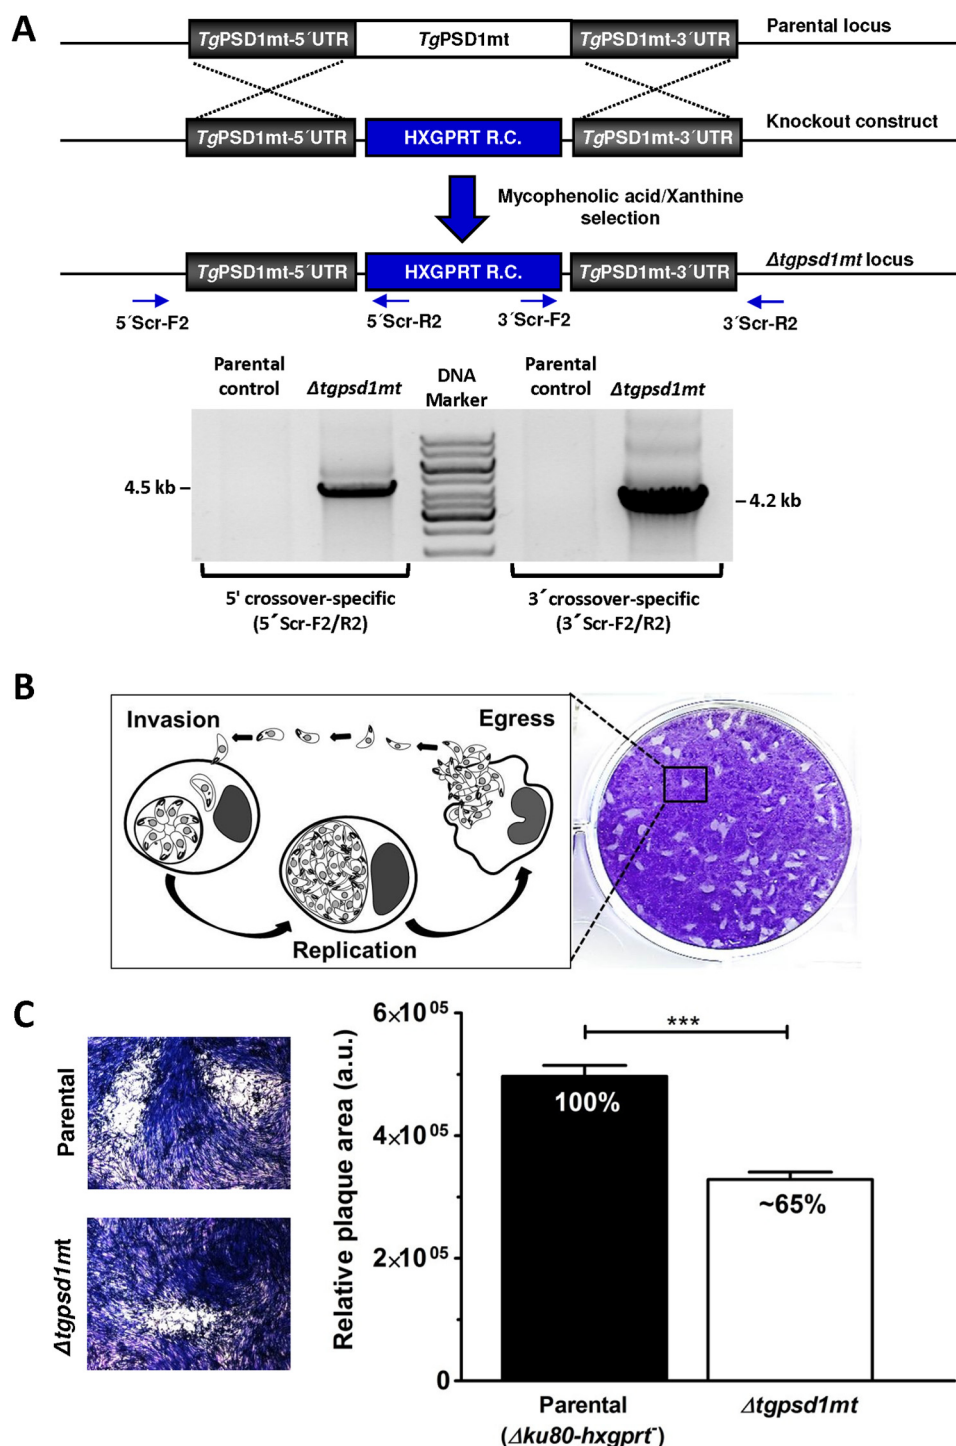 A
TgPSD1mt-5´UTR TgPSD1mt TgPSD1mt-3´UTR Parental locus
TgPSD1mt-5´UTR HXGPRT R.C. TgPSD1mt-3´UTR Knockout construct
Mycophenolic acid/Xanthine
selection
TgPSD1mt-5´UTR HXGPRT R.C. TgPSD1mt-3´UTR Δtgpsd1mt locus
5´Scr-F2 5´Scr-R2 3´Scr-F2 3´Scr-R2
Parental
control
Δtgpsd1mt
DNA
Marker
Parental
control
Δtgpsd1mt
4.5 kb
4.2 kb
5' crossover-specific
(5´Scr-F2/R2)
3´crossover-specific
(3´Scr-F2/R2)
B
Invasion
Egress
Replication
C
Parental
Δtgpsd1mt
Relative plaque area (a.u.)
6×10⁰⁵
4×10⁰⁵
2×10⁰⁵
0
***
100%
~65%
Parental
(Δku80-hxgprt⁻)
Δtgpsd1mt